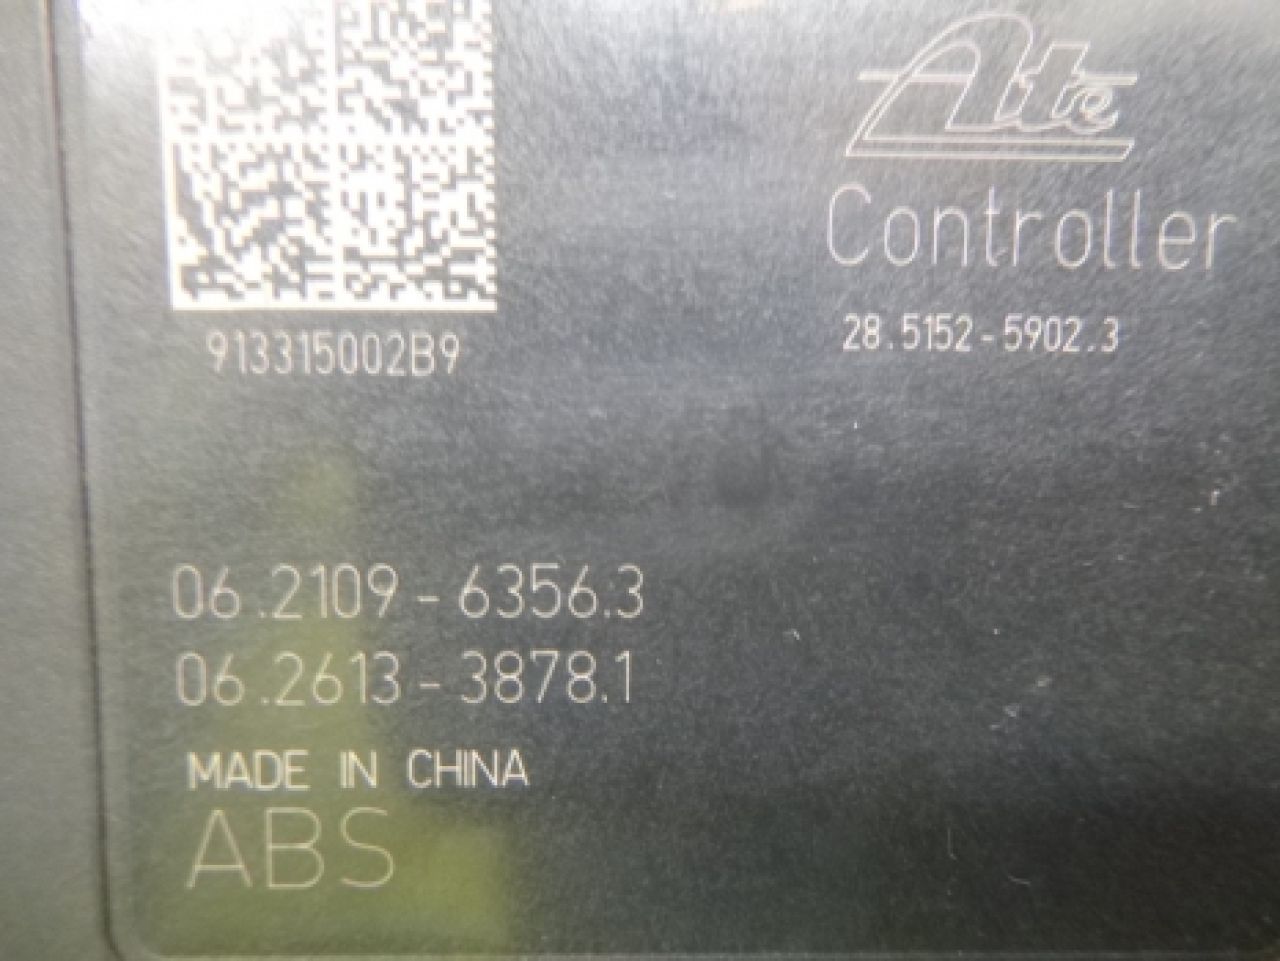 Ate
Controller
28.5152-5902.3
913315002B9
06.2109-6356.3
06.2613-3878.1
MADE IN CHINA
ABS